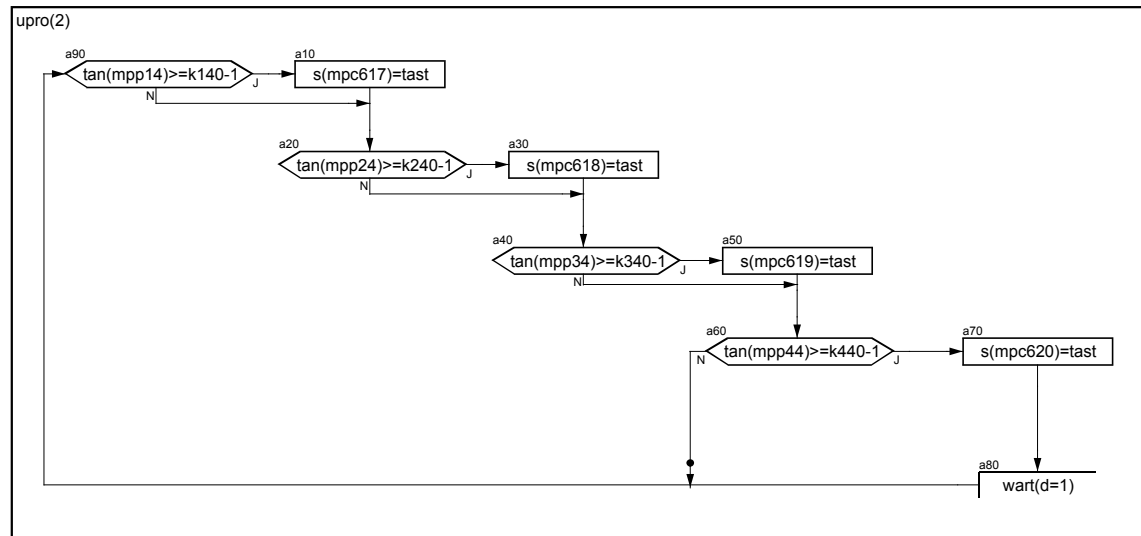 upro(2)
a90
tan(mpp14)>=k140-1
J
N
a10
s(mpc617)=tast
a20
tan(mpp24)>=k240-1
J
N
a30
s(mpc618)=tast
a40
tan(mpp34)>=k340-1
J
N
a50
s(mpc619)=tast
a60
tan(mpp44)>=k440-1
N
J
a70
s(mpc620)=tast
a80
wart(d=1)